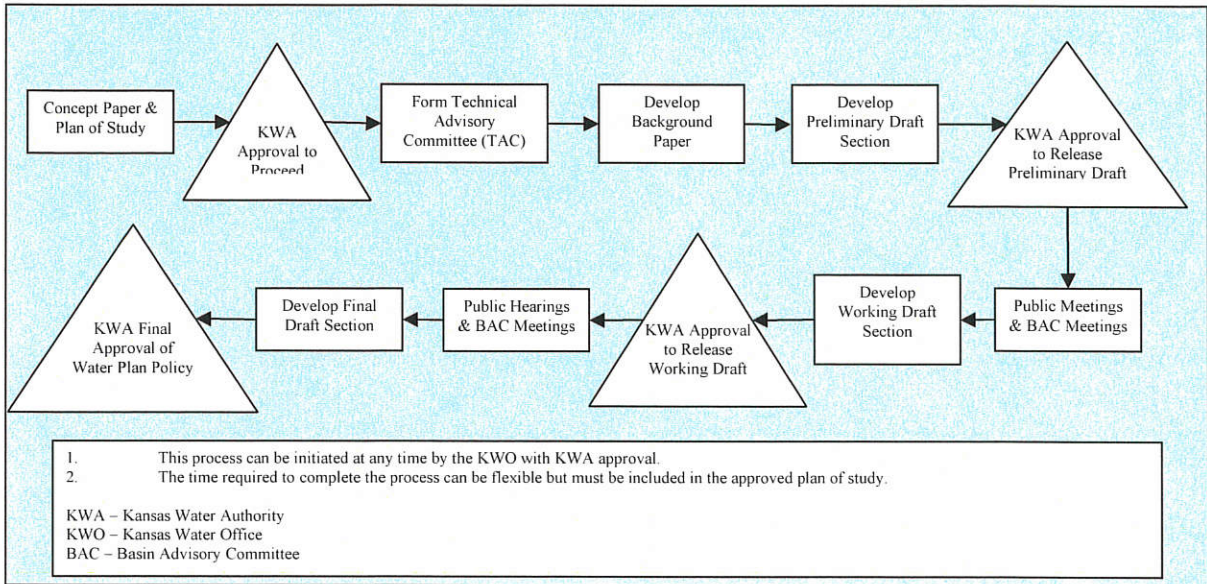 Concept Paper &
Plan of Study
KWA
Approval to
Proceed
Form Technical
Advisory
Committee (TAC)
Develop
Background
Paper
Develop
Preliminary Draft
Section
KWA Approval
to Release
Preliminary Draft
Public Meetings
& BAC Meetings
Develop
Working Draft
Section
KWA Approval
to Release
Working Draft
Public Hearings
& BAC Meetings
Develop Final
Draft Section
KWA Final
Approval of
Water Plan Policy
1. This process can be initiated at any time by the KWO with KWA approval.
2. The time required to complete the process can be flexible but must be included in the approved plan of study.
KWA – Kansas Water Authority
KWO – Kansas Water Office
BAC – Basin Advisory Committee